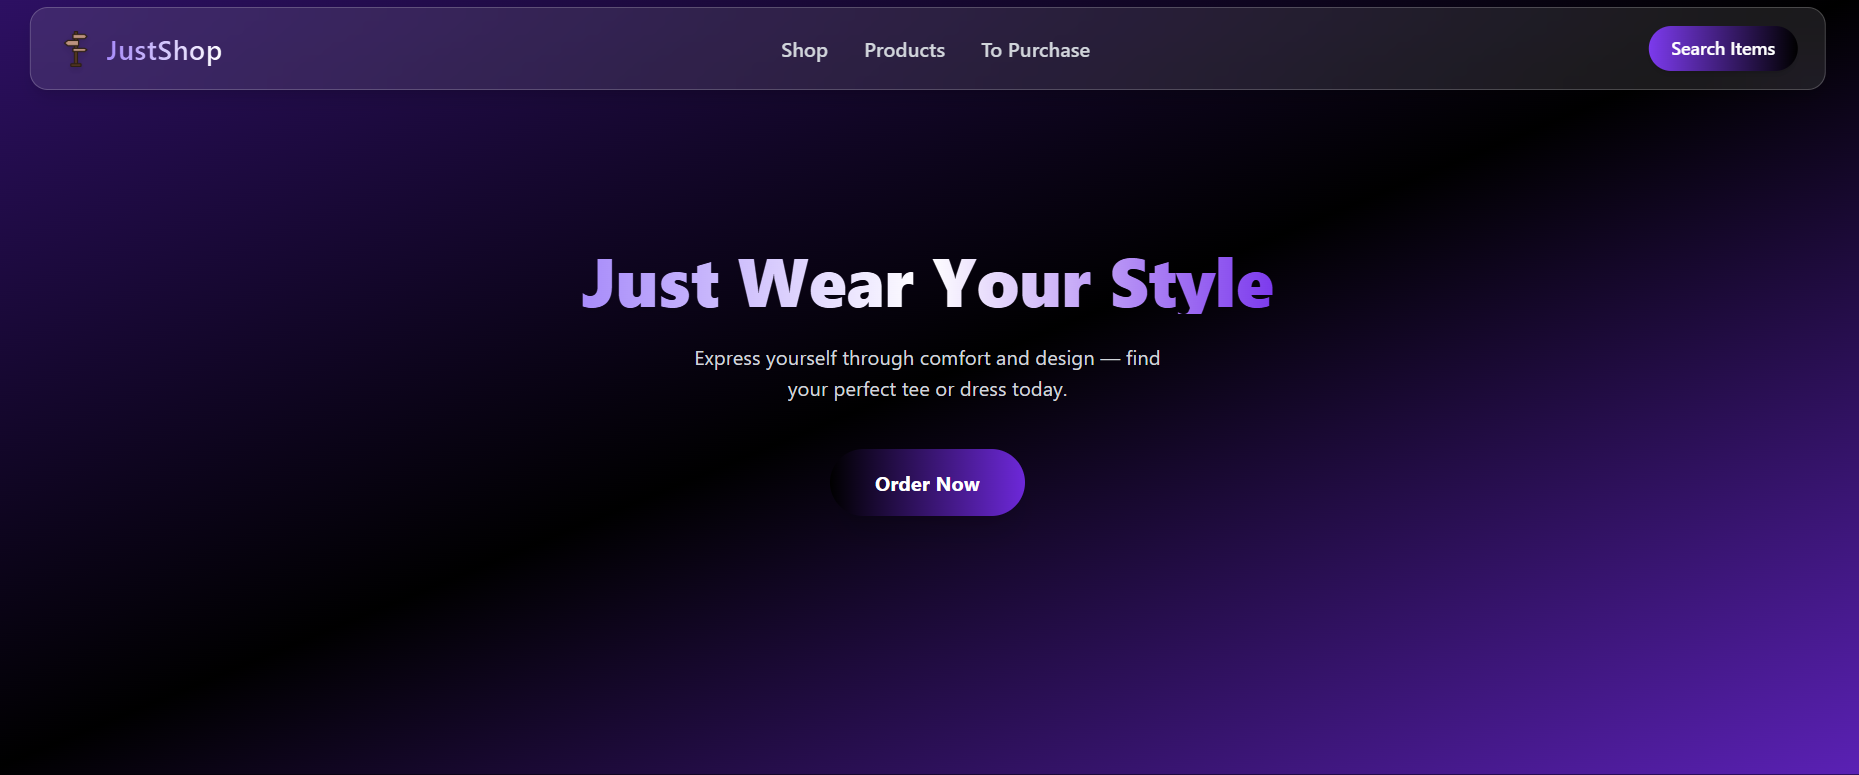 JustShop
Shop
Products
To Purchase
Search Items
Just Wear Your Style
Express yourself through comfort and design — find
your perfect tee or dress today.
Order Now